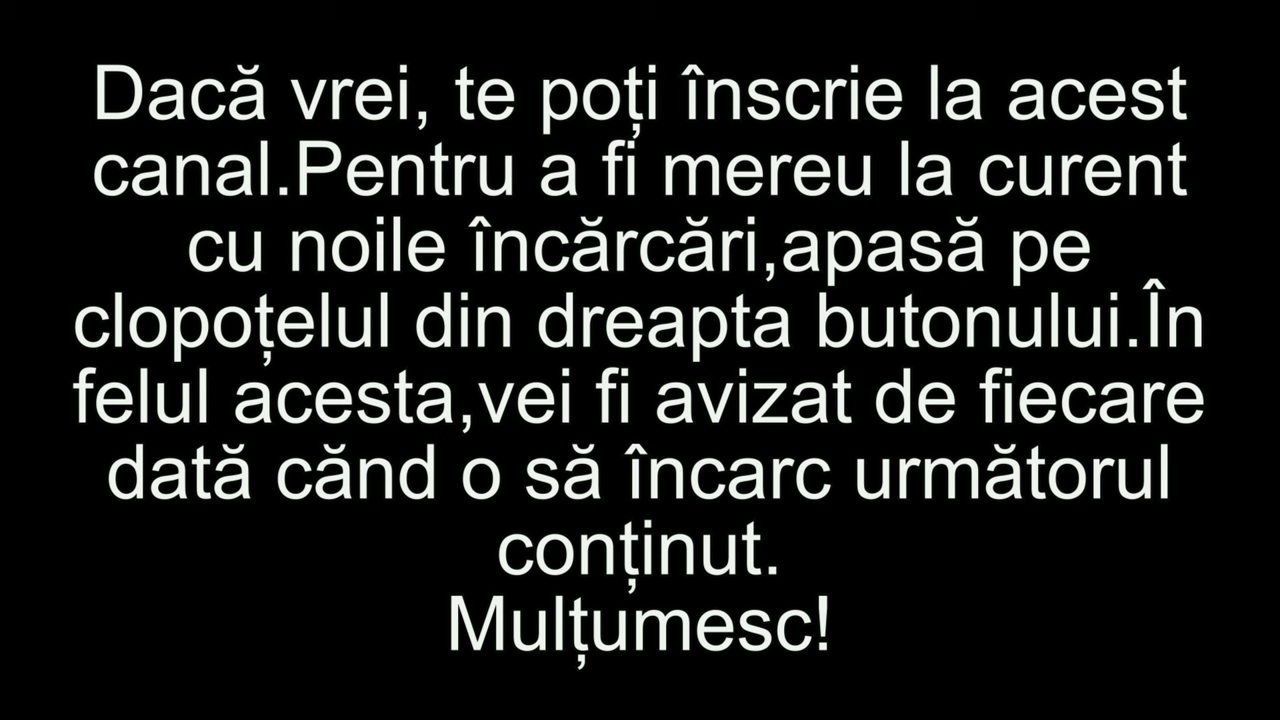 Dacă vrei, te poți înscrie la acest
canal.Pentru a fi mereu la curent
cu noile încărcări,apasă pe
clopoțelul din dreapta butonului.În
felul acesta,vei fi avizat de fiecare
dată cănd o să încarc următorul
conținut.
Mulțumesc!